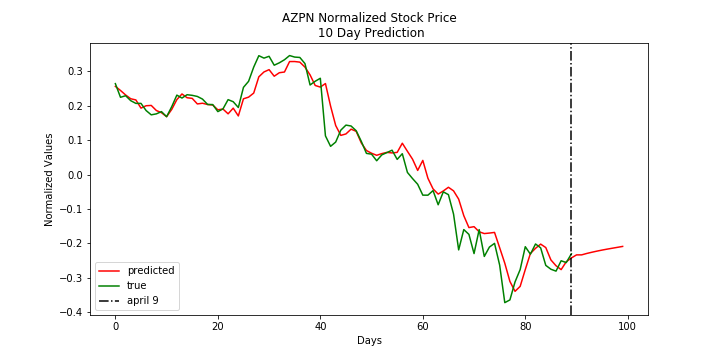 AZPN Normalized Stock Price
10 Day Prediction
Normalized Values
0.3
0.2
0.1
0.0
−0.1
−0.2
−0.3
−0.4
predicted
true
april 9
0
20
40
60
80
100
Days